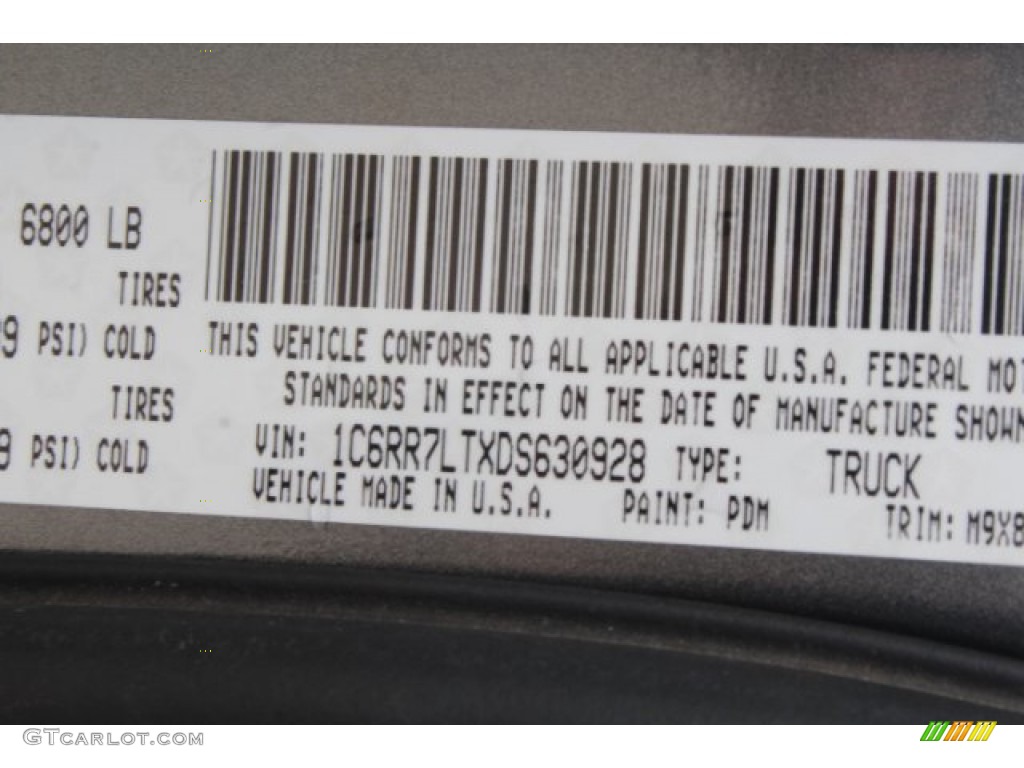 6800 LB
TIRES
9 PSI) COLD
TIRES
9 PSI) COLD
THIS VEHICLE CONFORMS TO ALL APPLICABLE U.S.A. FEDERAL MOT
STANDARDS IN EFFECT ON THE DATE OF MANUFACTURE SHOWN
VIN: 1C6RR7LTXDS630928 TYPE: TRUCK
VEHICLE MADE IN U.S.A. PAINT: PDM TRIM: M9X8
GTCARLOT.COM